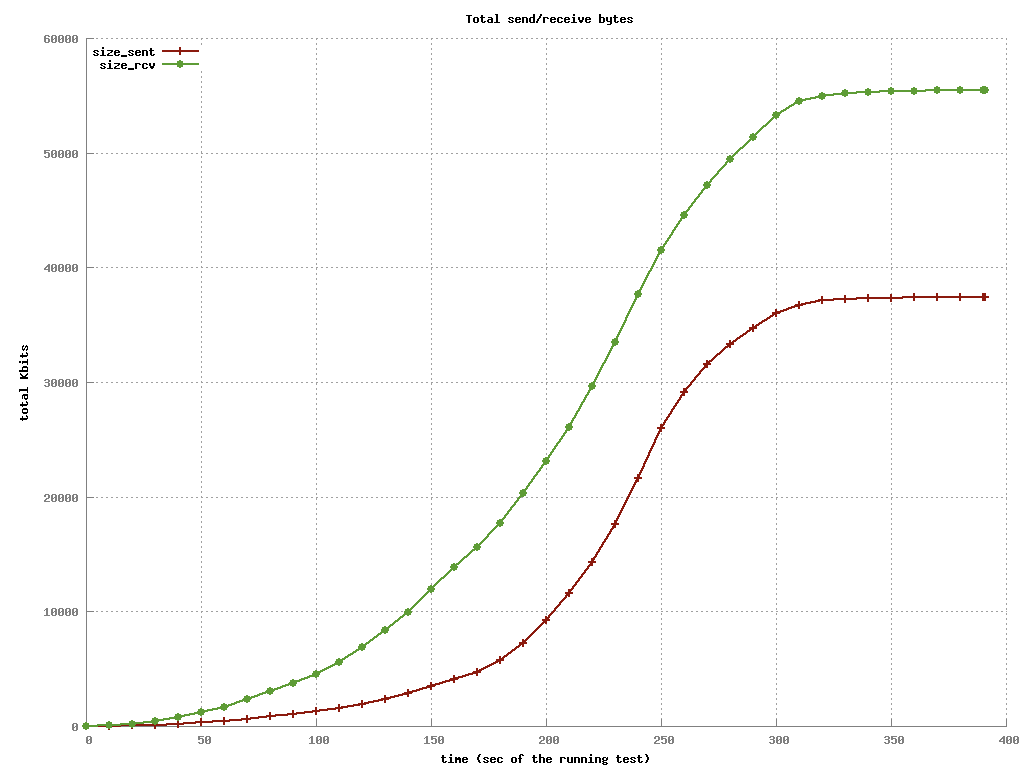 Total send/receive bytes
60000
size_sent
size_rcv
50000
40000
30000
20000
10000
0
total Kbits
0 50 100 150 200 250 300 350 400
time (sec of the running test)